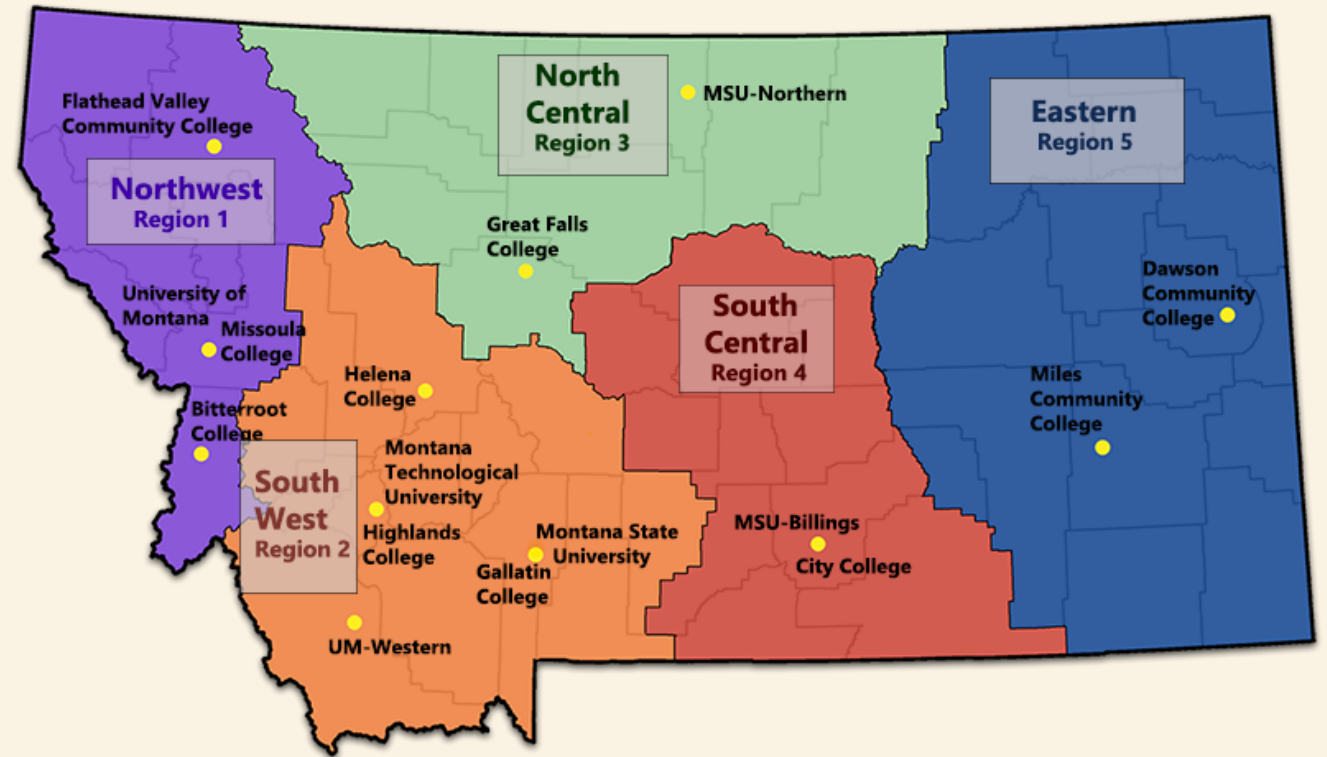 Flathead Valley
Community College
Northwest
Region 1
University of
Montana
Missoula
College
Bitterroot
College
North
Central
Region 3
MSU-Northern
Great Falls
College
Eastern
Region 5
Dawson
Community
College
Miles
Community
College
South
Central
Region 4
MSU-Billings
City College
Helena
College
Montana
Technological
University
Highlands
College
South
West
Region 2
Montana State
University
Gallatin
College
UM-Western